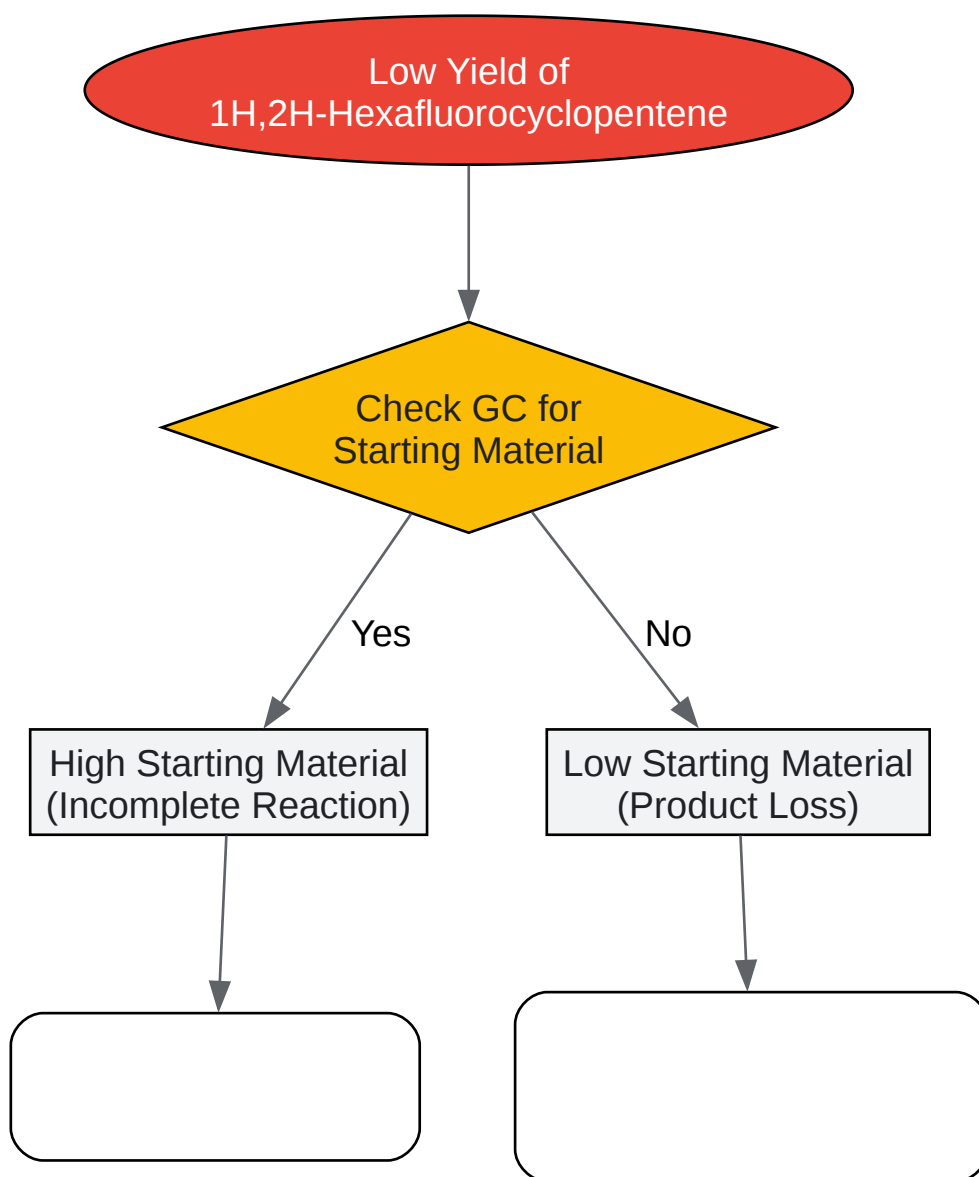 Low Yield of
1H,2H-Hexafluorocyclopentene
Check GC for
Starting Material
Yes
No
High Starting Material
(Incomplete Reaction)
Low Starting Material
(Product Loss)